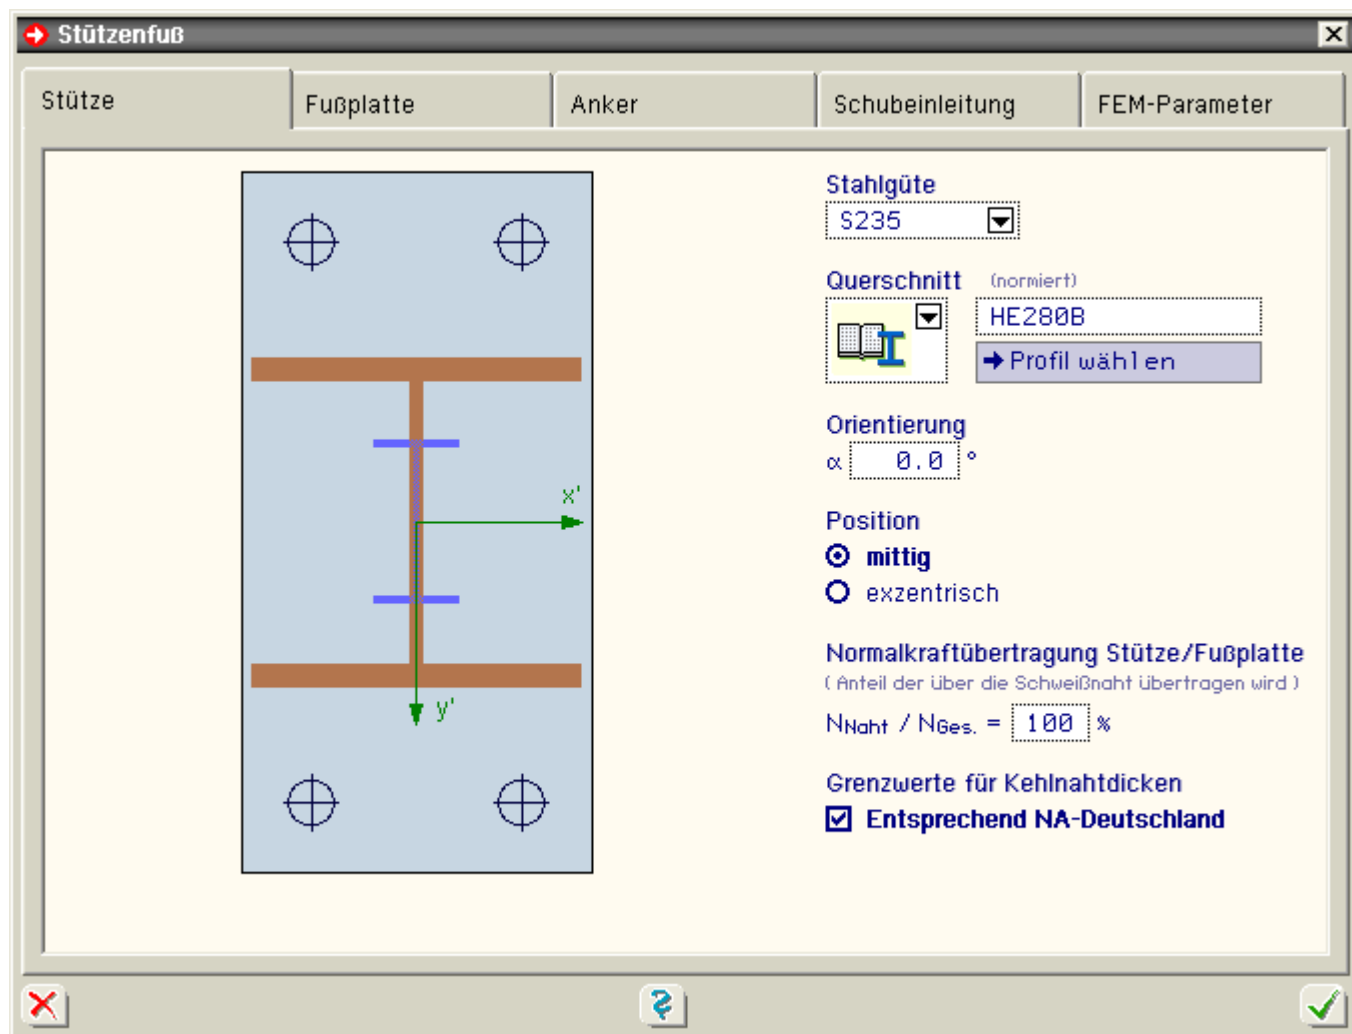 Stützenfuß
Stütze
Fußplatte
Anker
Schubeinleitung
FEM-Parameter
Stahlgüte
S235
Querschnitt (normiert)
HE280B
Profil wählen
Orientierung
α 0.0 °
Position
mittig
exzentrisch
Normalkraftübertragung Stütze/Fußplatte
( Anteil der über die Schweißnaht übertragen wird )
NNaht / NGes. = 100 %
Grenzwerte für Kehlnahtdicken
Entsprechend NA-Deutschland
x'
y'